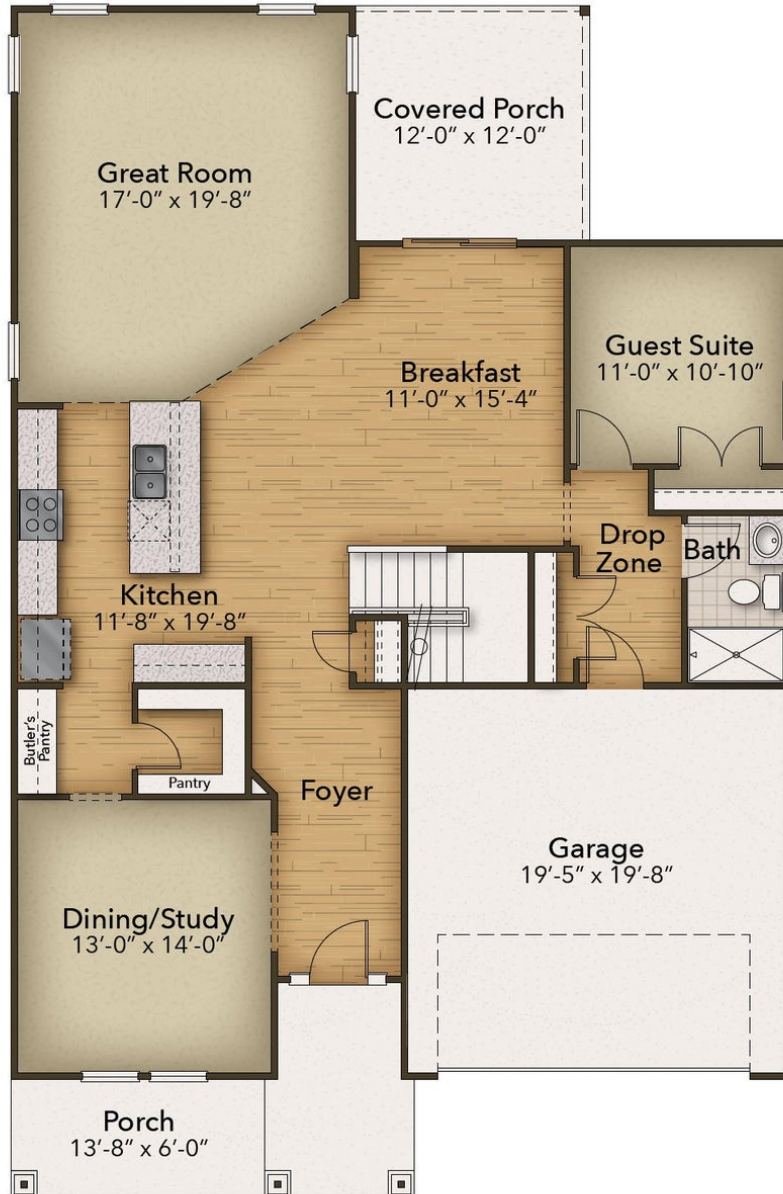 Covered Porch
12'-0" x 12'-0"
Great Room
17'-0" x 19'-8"
Guest Suite
11'-0" x 10'-10"
Breakfast
11'-0" x 15'-4"
Drop
Zone
Bath
Kitchen
11'-8" x 19'-8"
Butler's
Pantry
Pantry
Foyer
Garage
19'-5" x 19'-8"
Dining/Study
13'-0" x 14'-0"
Porch
13'-8" x 6'-0"